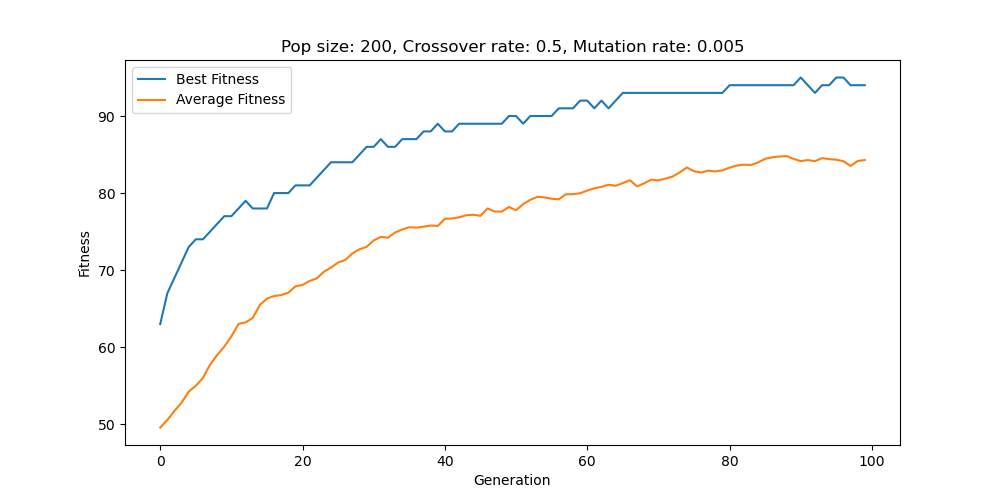 Pop size: 200, Crossover rate: 0.5, Mutation rate: 0.005
Best Fitness
Average Fitness
90
80
70
60
50
Fitness
0 20 40 60 80 100
Generation